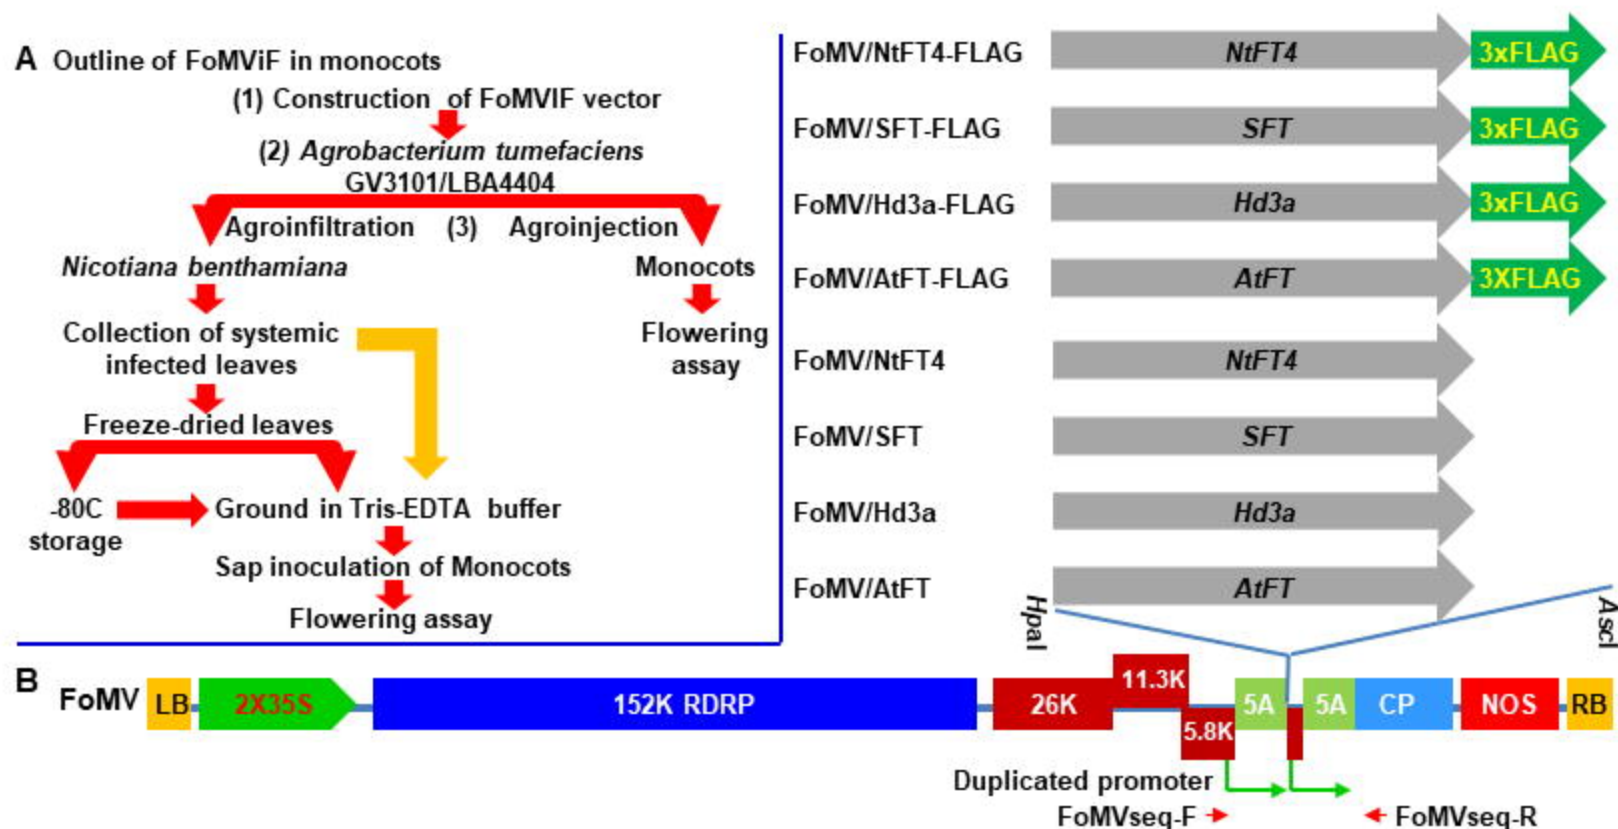 A Outline of FoMViF in monocots
(1) Construction of FoMVIF vector
(2) Agrobacterium tumefaciens
GV3101/LBA4404
Agroinfiltration (3) Agroinjection
Nicotiana benthamiana
Monocots
Collection of systemic
infected leaves
Flowering
assay
Freeze-dried leaves
-80C
storage
Ground in Tris-EDTA buffer
Sap inoculation of Monocots
Flowering assay
FoMV/NtFT4-FLAG NtFT4 3xFLAG
FoMV/SFT-FLAG SFT 3xFLAG
FoMV/Hd3a-FLAG Hd3a 3xFLAG
FoMV/AtFT-FLAG AtFT 3XFLAG
FoMV/NtFT4 NtFT4
FoMV/SFT SFT
FoMV/Hd3a Hd3a
FoMV/AtFT AtFT
HpaI
AscI
B FoMV LB 2X35S 152K RDRP 26K 11.3K 5.8K 5A 5A CP NOS RB
Duplicated promoter
FoMVseq-F FoMVseq-R